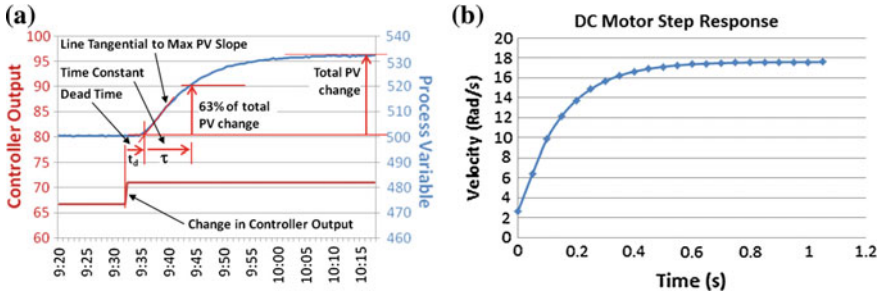 (a)
Controller Output
100
95
90
85
80
75
70
65
60
Line Tangential to Max PV Slope
Time Constant
Dead Time
63% of total
PV change
Total PV
change
td
τ
Change in Controller Output
540
530
520
510
500
490
480
470
460
Process Variable
9:20
9:25
9:30
9:35
9:40
9:45
9:50
9:55
10:00
10:05
10:10
10:15
(b)
DC Motor Step Response
Velocity (Rad/s)
20
18
16
14
12
10
8
6
4
2
0
0
0.2
0.4
0.6
0.8
1
1.2
Time (s)